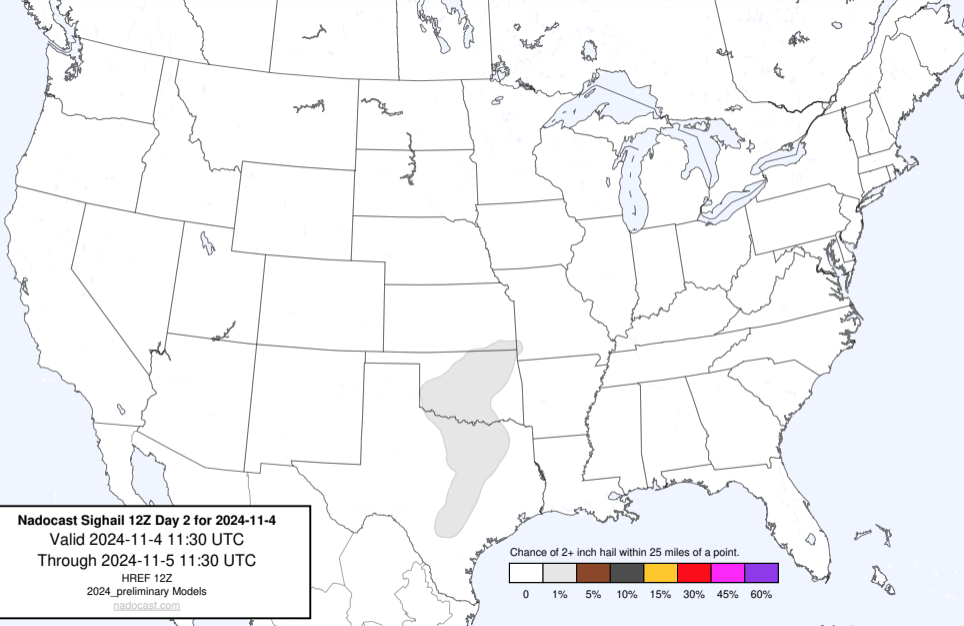 Nadocast Sighail 12Z Day 2 for 2024-11-4
Valid 2024-11-4 11:30 UTC
Through 2024-11-5 11:30 UTC
HREF 12Z
2024_preliminary Models
nadocast.com
Chance of 2+ inch hail within 25 miles of a point.
0 1% 5% 10% 15% 30% 45% 60%